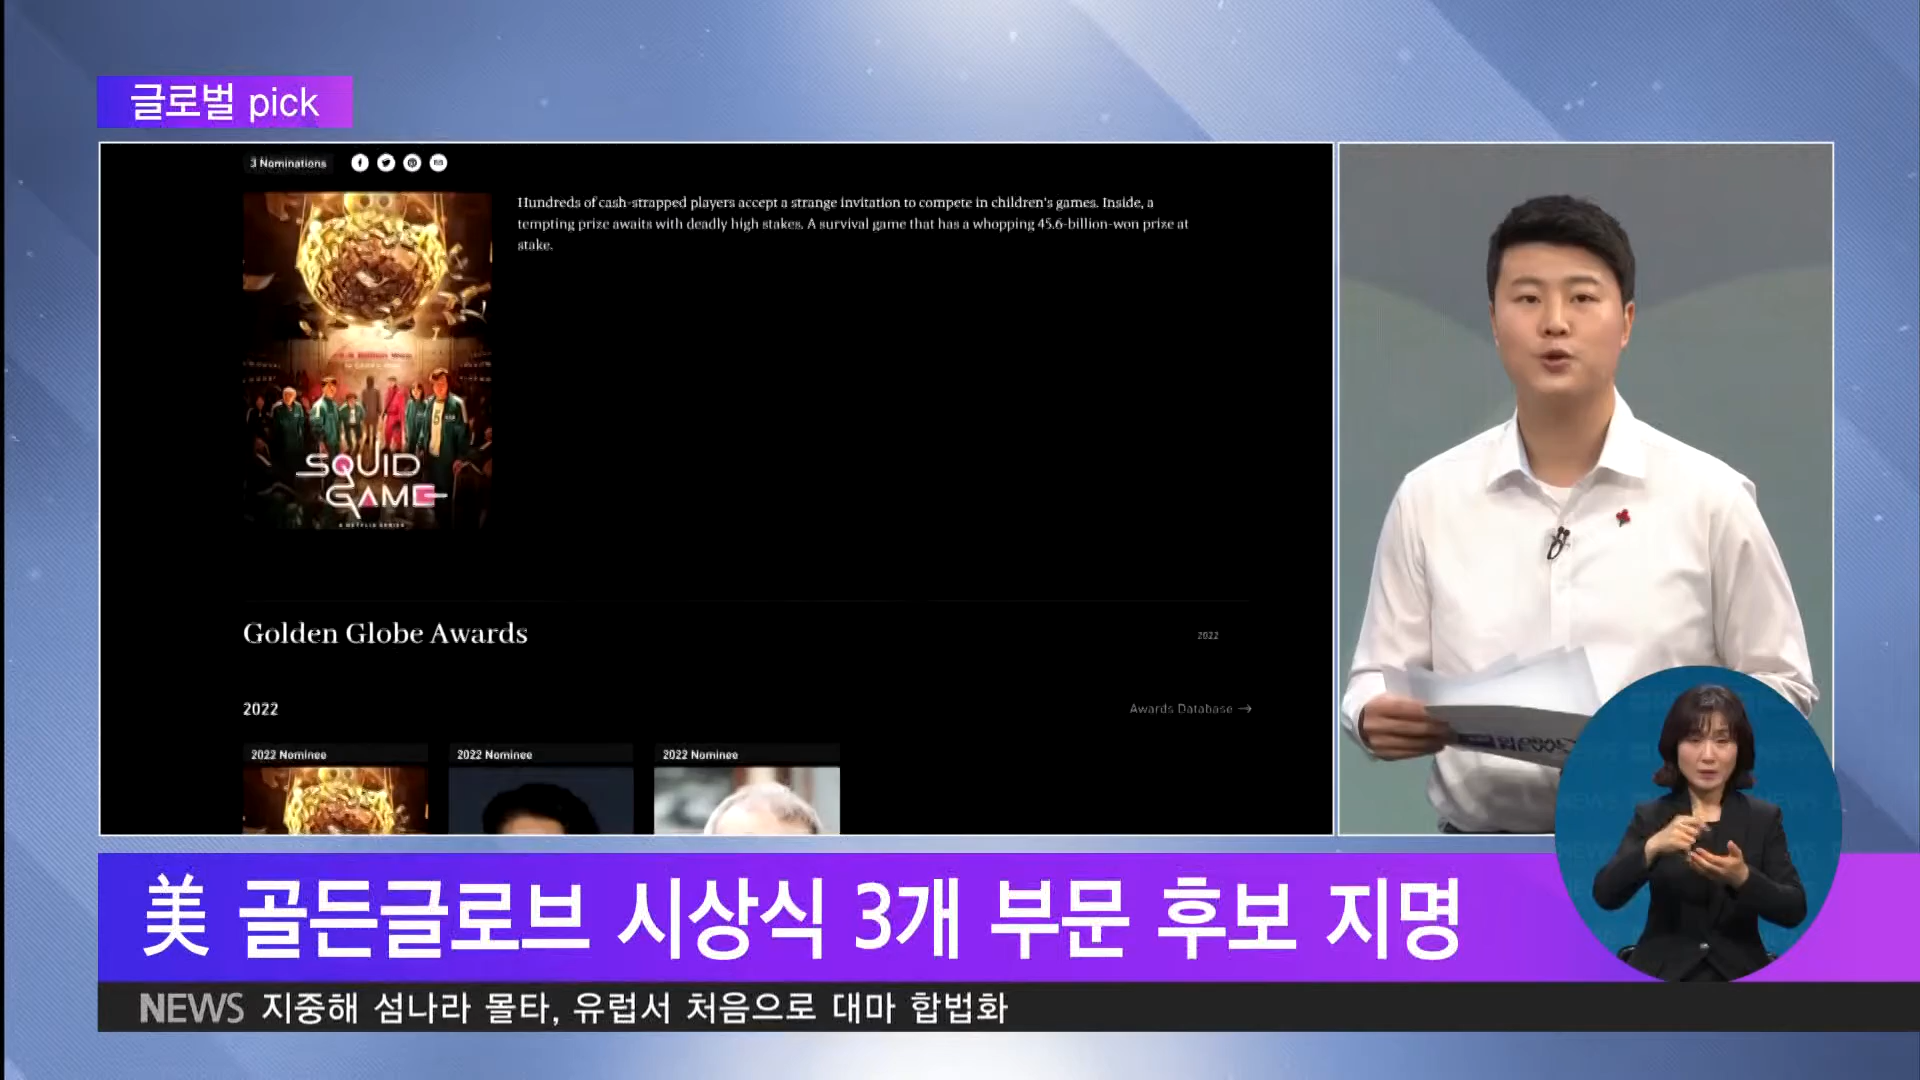 글로벌 pick
3 Nominations
Hundreds of cash-strapped players accept a strange invitation to compete in children's games. Inside, a
tempting prize awaits with deadly high stakes. A survival game that has a whopping 45.6-billion-won prize at
stake.
SQUID
GAME
A NETFLIX SERIES
Golden Globe Awards
2022
2022
Awards Database →
2022 Nominee
2022 Nominee
2022 Nominee
美 골든글로브 시상식 3개 부문 후보 지명
NEWS 지중해 섬나라 몰타, 유럽서 처음으로 대마 합법화